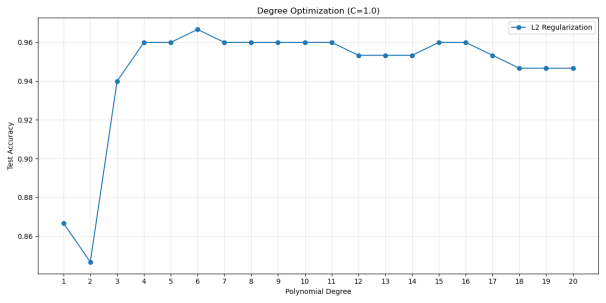 Degree Optimization (C=1.0)
L2 Regularization
Test Accuracy
0.96
0.94
0.92
0.90
0.88
0.86
1 2 3 4 5 6 7 8 9 10 11 12 13 14 15 16 17 18 19 20
Polynomial Degree